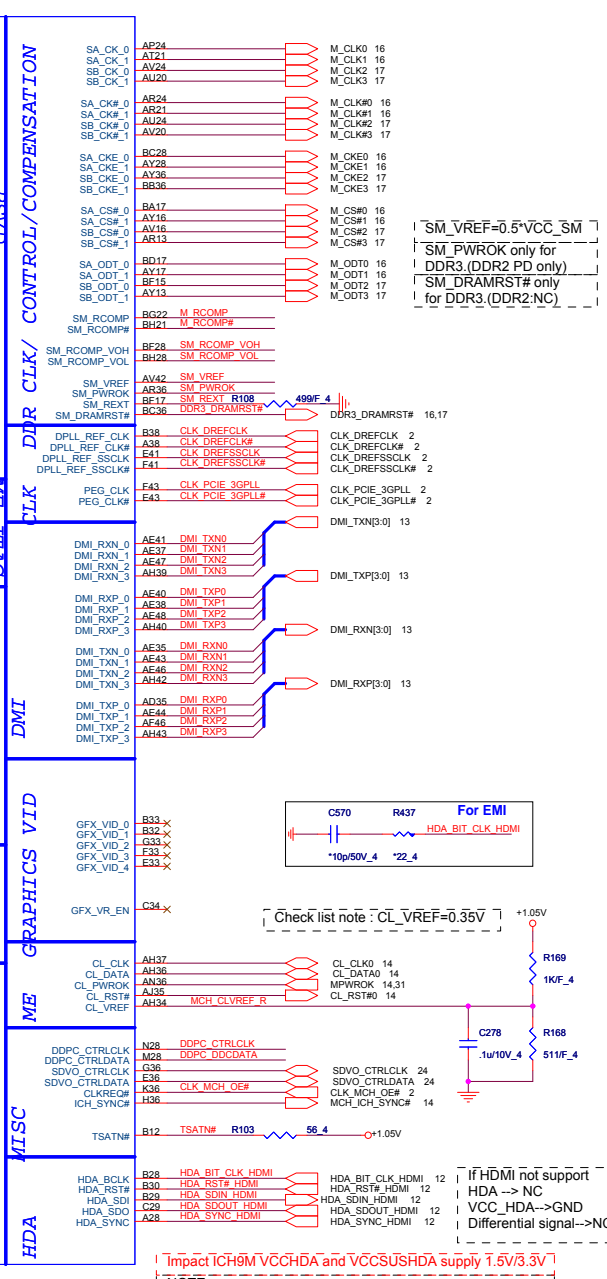 DDR CLK/ CONTROL/COMPENSATION
SA_CK_0 AP24 M_CLK0 16
SA_CK_1 AT21 M_CLK1 16
SB_CK_0 AV24 M_CLK2 17
SB_CK_1 AU20 M_CLK3 17
SA_CK#_0 AR24 M_CLK#0 16
SA_CK#_1 AR21 M_CLK#1 16
SB_CK#_0 AU24 M_CLK#2 17
SB_CK#_1 AV20 M_CLK#3 17
SA_CKE_0 BC28 M_CKE0 16
SA_CKE_1 AY28 M_CKE1 16
SB_CKE_0 AY36 M_CKE2 17
SB_CKE_1 BB36 M_CKE3 17
SA_CS#_0 BA17 M_CS#0 16
SA_CS#_1 AY16 M_CS#1 16
SB_CS#_0 AV16 M_CS#2 17
SB_CS#_1 AR13 M_CS#3 17
SM_VREF=0.5*VCC_SM
SM_PWROK only for
DDR3.(DDR2 PD only)
SM_DRAMRST# only
for DDR3.(DDR2:NC)
SA_ODT_0 BD17 M_ODT0 16
SA_ODT_1 AY17 M_ODT1 16
SB_ODT_0 BF15 M_ODT2 17
SB_ODT_1 AY13 M_ODT3 17
SM_RCOMP BG22 M_RCOMP
SM_RCOMP# BH21 M_RCOMP#
SM_RCOMP_VOH BF28 SM_RCOMP_VOH
SM_RCOMP_VOL BH28 SM_RCOMP_VOL
SM_VREF AV42 SM_VREF
SM_PWROK AR36 SM_PWROK
SM_REXT BF17 SM_REXT R108 499/F_4
SM_DRAMRST# BC36 DDR3_DRAMRST# DDR3_DRAMRST# 16,17
CLK
DPLL_REF_CLK B38 CLK_DREFCLK CLK_DREFCLK 2
DPLL_REF_CLK# A38 CLK_DREFCLK# CLK_DREFCLK# 2
DPLL_REF_SSCLK E41 CLK_DREFSSCLK CLK_DREFSSCLK 2
DPLL_REF_SSCLK# F41 CLK_DREFSSCLK# CLK_DREFSSCLK# 2
PEG_CLK F43 CLK_PCIE_3GPLL CLK_PCIE_3GPLL 2
PEG_CLK# E43 CLK_PCIE_3GPLL# CLK_PCIE_3GPLL# 2
DMI
DMI_TXN[3:0] 13
DMI_RXN_0 AE41 DMI_TXN0
DMI_RXN_1 AE37 DMI_TXN1
DMI_RXN_2 AE47 DMI_TXN2
DMI_RXN_3 AH39 DMI_TXN3
DMI_TXP[3:0] 13
DMI_RXP_0 AE40 DMI_TXP0
DMI_RXP_1 AE38 DMI_TXP1
DMI_RXP_2 AE48 DMI_TXP2
DMI_RXP_3 AH40 DMI_TXP3
DMI_RXN[3:0] 13
DMI_TXN_0 AE35 DMI_RXN0
DMI_TXN_1 AE43 DMI_RXN1
DMI_TXN_2 AE46 DMI_RXN2
DMI_TXN_3 AH42 DMI_RXN3
DMI_RXP[3:0] 13
DMI_TXP_0 AD35 DMI_RXP0
DMI_TXP_1 AE44 DMI_RXP1
DMI_TXP_2 AF46 DMI_RXP2
DMI_TXP_3 AH43 DMI_RXP3
GRAPHICS VID
GFX_VID_0 B33
GFX_VID_1 B32
GFX_VID_2 G33
GFX_VID_3 F33
GFX_VID_4 E33
GFX_VR_EN C34
C570 R437 For EMI
HDA_BIT_CLK_HDMI
*10p/50V_4 *22_4
Check list note : CL_VREF=0.35V
+1.05V
R169
1K/F_4
ME
CL_CLK AH37 CL_CLK0 14
CL_DATA AH36 CL_DATA0 14
CL_PWROK AN36 MPWROK 14,31
CL_RST# AJ35 CL_RST#0 14
CL_VREF AH34 MCH_CLVREF_R
C278 R168
.1u/10V_4 511/F_4
MISC
DDPC_CTRLCLK N28 DDPC_CTRLCLK
DDPC_CTRLDATA M28 DDPC_DDCDATA
SDVO_CTRLCLK G36 SDVO_CTRLCLK 24
SDVO_CTRLDATA E36 SDVO_CTRLDATA 24
CLKREQ# K36 CLK_MCH_OE# CLK_MCH_OE# 2
ICH_SYNC# H36 MCH_ICH_SYNC# 14
TSATN# B12 TSATN# R103 56_4 +1.05V
HDA
HDA_BCLK B28 HDA_BIT_CLK_HDMI HDA_BIT_CLK_HDMI 12
HDA_RST# B30 HDA_RST#_HDMI HDA_RST#_HDMI 12
HDA_SDI B29 HDA_SDIN_HDMI HDA_SDIN_HDMI 12
HDA_SDO C29 HDA_SDOUT_HDMI HDA_SDOUT_HDMI 12
HDA_SYNC A28 HDA_SYNC_HDMI HDA_SYNC_HDMI 12
If HDMI not support
HDA --> NC
VCC_HDA-->GND
Differential signal-->NC
Impact ICH9M VCCHDA and VCCSUSHDA supply 1.5V/3.3V